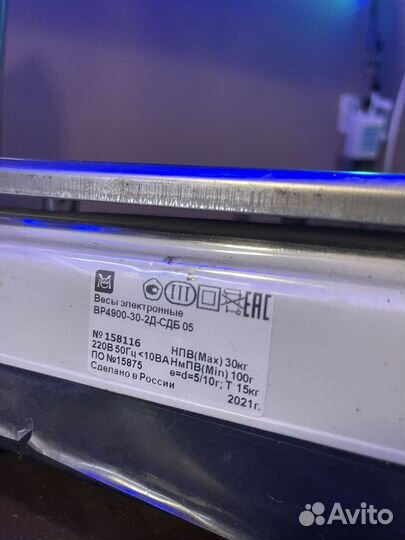 III EAC
Весы электронные
ВР4900-30-2Д-СДБ 05
№ 158116 НПВ(Max) 30кг
220В 50Гц <10ВА НмПВ(Min) 100г
ПО №15875 e=d=5/10г; Т 15кг
Сделано в России 2021г.
Avito